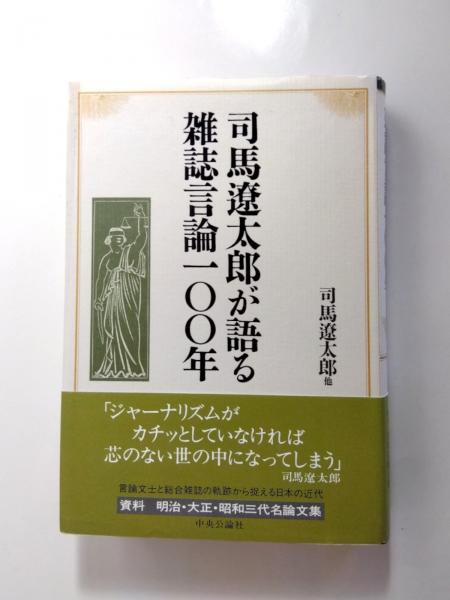 司馬遼太郎が語る
雑誌言論一〇〇年
司馬遼太郎他
「ジャーナリズムが
カチッとしていなければ
芯のない世の中になってしまう」
司馬遼太郎
言論文士と総合雑誌の軌跡から捉える日本の近代
資料 明治・大正・昭和三代名論文集
中央公論社